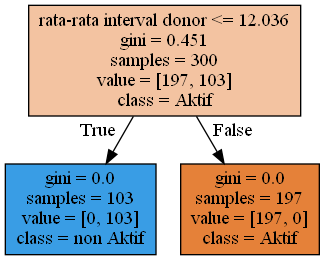 rata-rata interval donor <= 12.036
gini = 0.451
samples = 300
value = [197, 103]
class = Aktif
True
False
gini = 0.0
samples = 103
value = [0, 103]
class = non Aktif
gini = 0.0
samples = 197
value = [197, 0]
class = Aktif